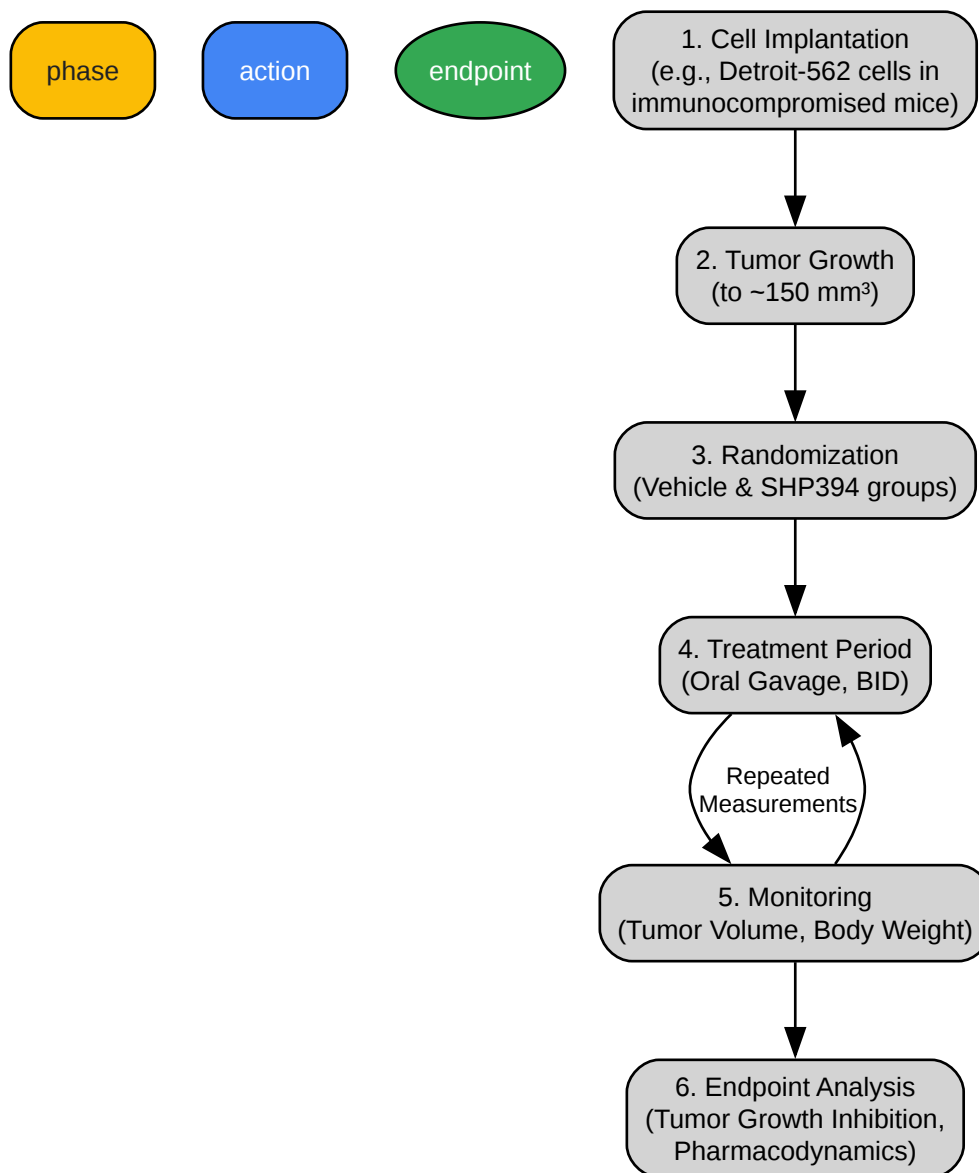 phase
action
endpoint
1. Cell Implantation
(e.g., Detroit-562 cells in
immunocompromised mice)
2. Tumor Growth
(to ~150 mm³)
3. Randomization
(Vehicle & SHP394 groups)
4. Treatment Period
(Oral Gavage, BID)
Repeated
Measurements
5. Monitoring
(Tumor Volume, Body Weight)
6. Endpoint Analysis
(Tumor Growth Inhibition,
Pharmacodynamics)